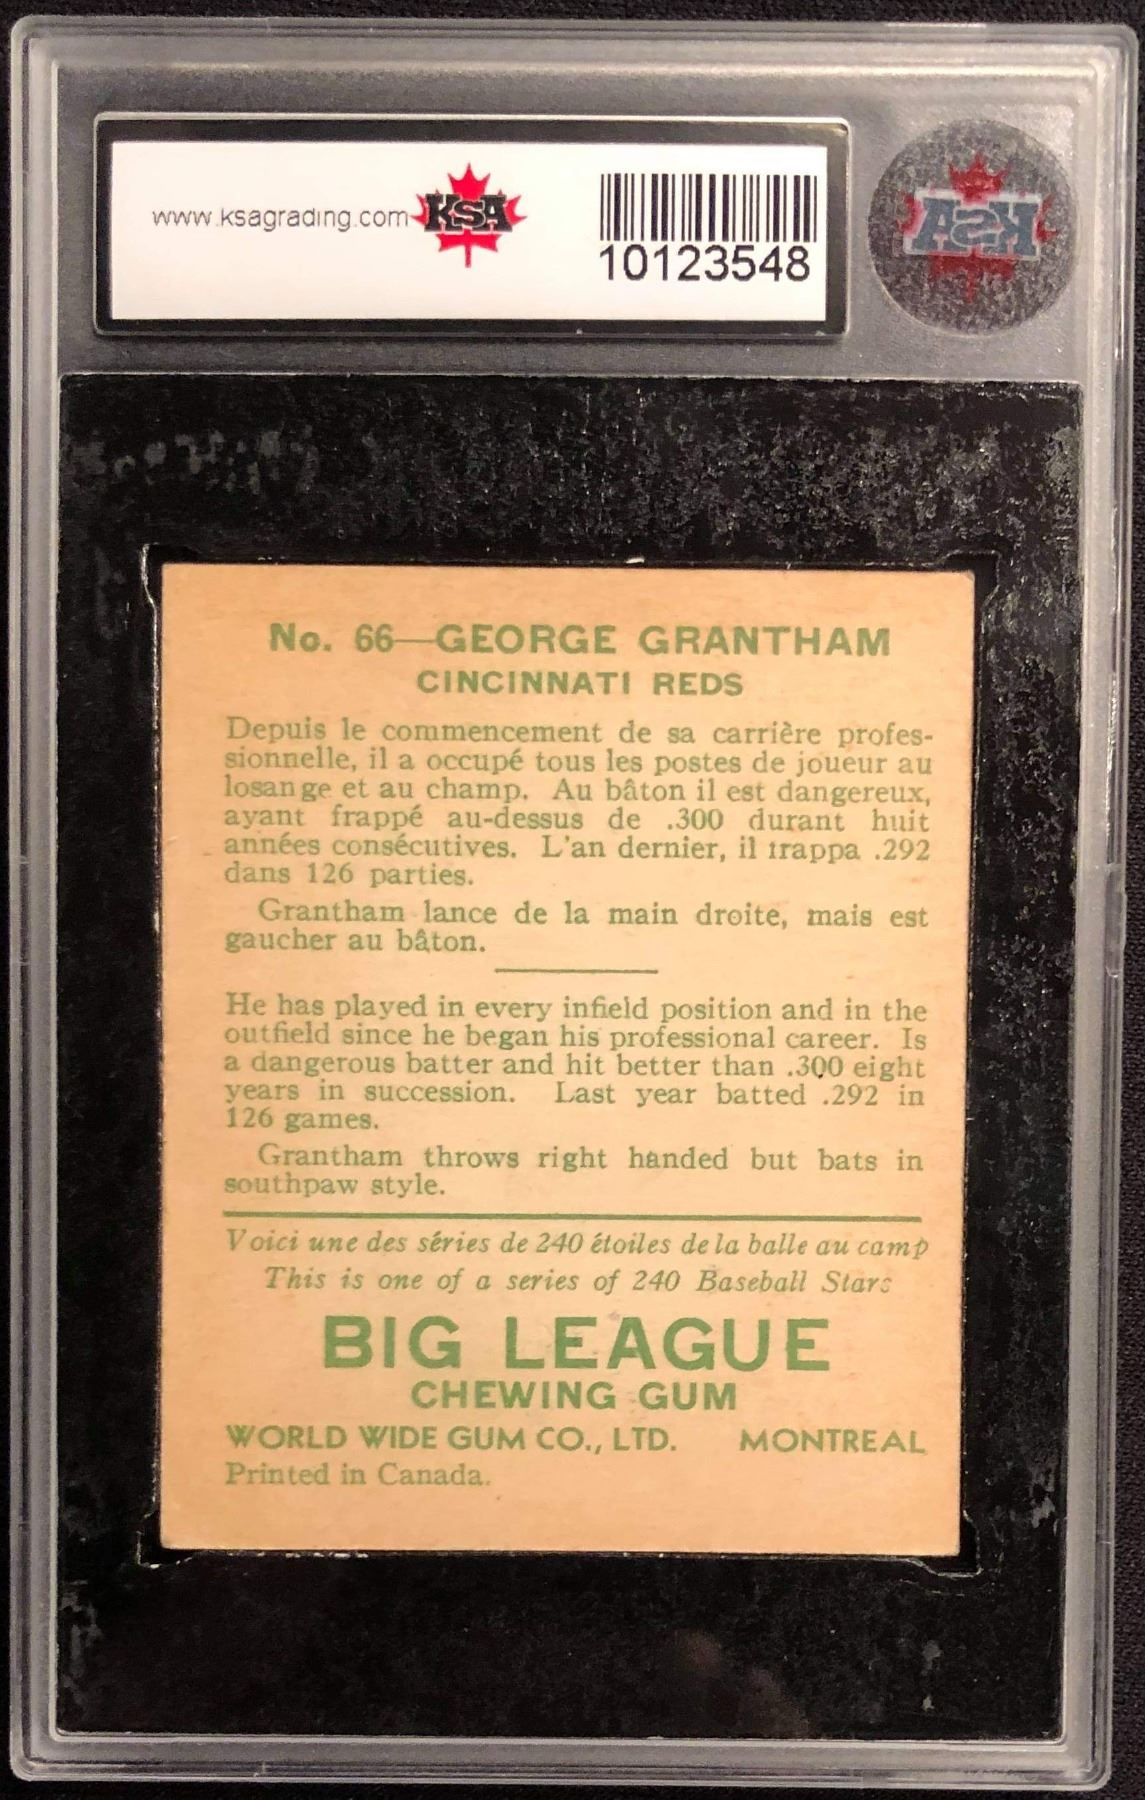 www.ksagrading.com
KSA
10123548
KSA
No. 66—GEORGE GRANTHAM
CINCINNATI REDS
Depuis le commencement de sa carrière profes-
sionnelle, il a occupé tous les postes de joueur au
losange et au champ. Au bâton il est dangereux,
ayant frappé au-dessus de .300 durant huit
années consécutives. L'an dernier, il frappa .292
dans 126 parties.
Grantham lance de la main droite, mais est
gaucher au bâton.
He has played in every infield position and in the
outfield since he began his professional career. Is
a dangerous batter and hit better than .300 eight
years in succession. Last year batted .292 in
126 games.
Grantham throws right handed but bats in
southpaw style.
Voici une des séries de 240 étoiles de la balle au camp
This is one of a series of 240 Baseball Stars
BIG LEAGUE
CHEWING GUM
WORLD WIDE GUM CO., LTD. MONTREAL
Printed in Canada.